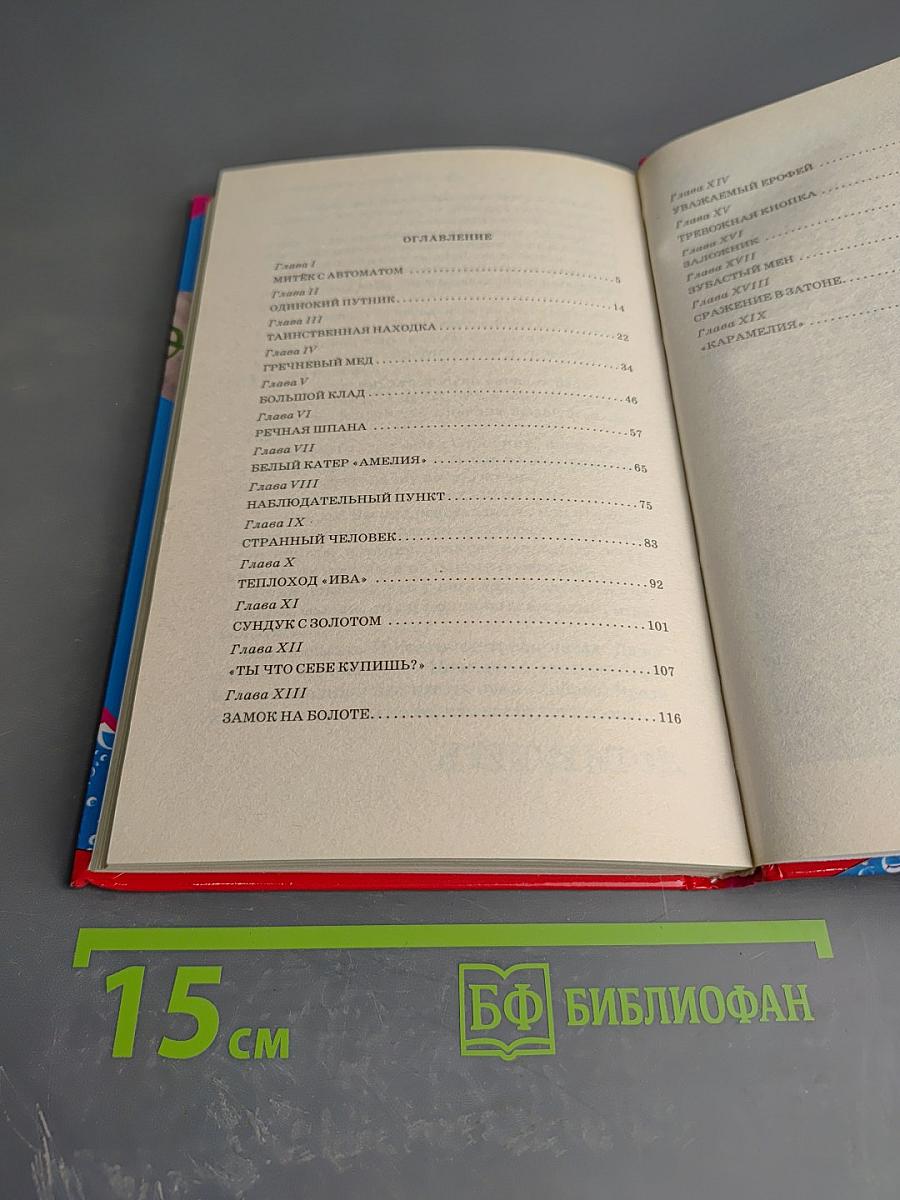 ОГЛАВЛЕНИЕ
Глава I
МИТЕК С АВТОМАТОМ ........ 5
Глава II
ОДИНОКИЙ ПУТНИК ........ 14
Глава III
ТАИНСТВЕННАЯ НАХОДКА ........ 22
Глава IV
ГРЕЧНЕВЫЙ МЕД ........ 34
Глава V
БОЛЬШОЙ КЛАД ........ 46
Глава VI
РЕЧНАЯ ШПАНА ........ 57
Глава VII
БЕЛЫЙ КАТЕР «АМЕЛИЯ» ........ 65
Глава VIII
НАБЛЮДАТЕЛЬНЫЙ ПУНКТ ........ 75
Глава IX
СТРАННЫЙ ЧЕЛОВЕК ........ 83
Глава X
ТЕПЛОХОД «ИВА» ........ 92
Глава XI
СУНДУК С ЗОЛОТОМ ........ 101
Глава XII
«ТЫ ЧТО СЕБЕ КУПИШЬ?» ........ 107
Глава XIII
ЗАМОК НА БОЛОТЕ ........ 116
Глава XIV
УВАЖАЕМЫЙ ЕРОФЕЙ ........
Глава XV
ТРЕВОЖНАЯ КНОПКА ........
Глава XVI
ЗАЛОЖНИК ........
Глава XVII
ЗУБАСТЫЙ МЕН ........
Глава XVIII
СРАЖЕНИЕ В ЗАТОНЕ ........
Глава XIX
«КАРАМЕЛИЯ» ........
15 см
БФ БИБЛИОФАН